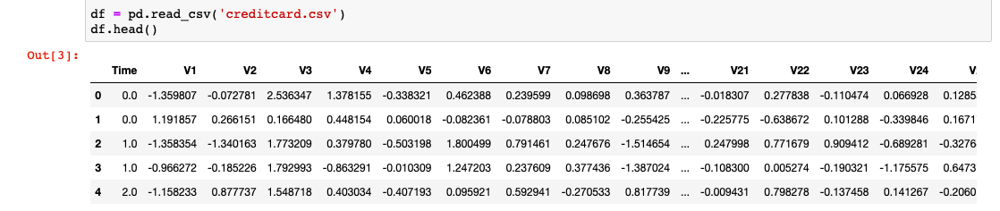 df = pd.read_csv('creditcard.csv')
df.head()
Out[3]:
Time V1 V2 V3 V4 V5 V6 V7 V8 V9 ... V21 V22 V23 V24 V
0 0.0 -1.359807 -0.072781 2.536347 1.378155 -0.338321 0.462388 0.239599 0.098698 0.363787 ... -0.018307 0.277838 -0.110474 0.066928 0.1285
1 0.0 1.191857 0.266151 0.166480 0.448154 0.060018 -0.082361 -0.078803 0.085102 -0.255425 ... -0.225775 -0.638672 0.101288 -0.339846 0.1671
2 1.0 -1.358354 -1.340163 1.773209 0.379780 -0.503198 1.800499 0.791461 0.247676 -1.514654 ... 0.247998 0.771679 0.909412 -0.689281 -0.3276
3 1.0 -0.966272 -0.185226 1.792993 -0.863291 -0.010309 1.247203 0.237609 0.377436 -1.387024 ... -0.108300 0.005274 -0.190321 -1.175575 0.6473
4 2.0 -1.158233 0.877737 1.548718 0.403034 -0.407193 0.095921 0.592941 -0.270533 0.817739 ... -0.009431 0.798278 -0.137458 0.141267 -0.2060